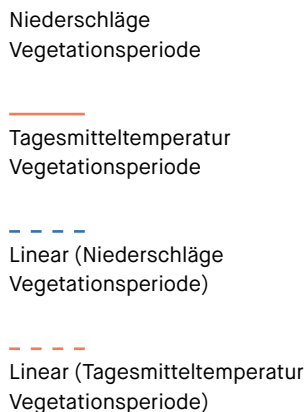 Niederschläge
Vegetationsperiode
Tagesmitteltemperatur
Vegetationsperiode
Linear (Niederschläge
Vegetationsperiode)
Linear (Tagesmitteltemperatur
Vegetationsperiode)